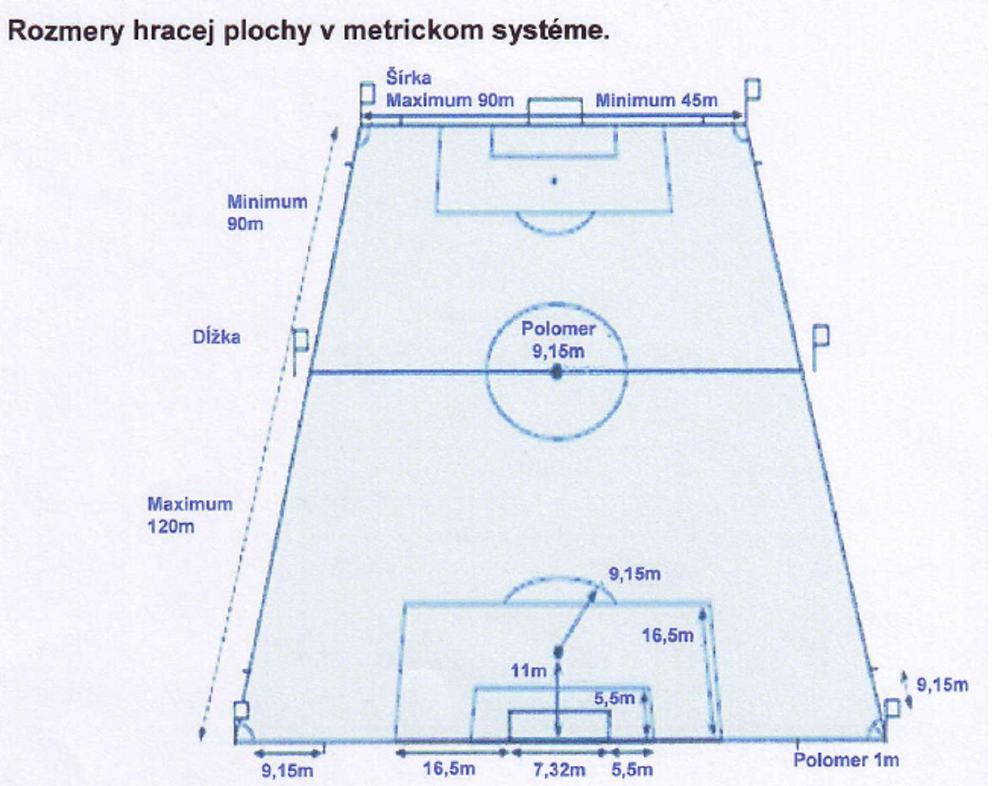 Rozmery hracej plochy v metrickom systéme.
Šírka
Maximum 90m
Minimum 45m
Minimum
90m
Dĺžka
Polomer
9,15m
Maximum
120m
9,15m
16,5m
11m
5,5m
9,15m
9,15m
16,5m
7,32m
5,5m
Polomer 1m